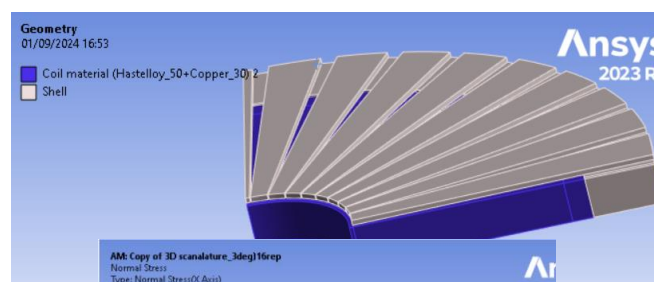 Geometry
01/09/2024 16:53
Ansys
2023 R
Coil material (Hastelloy_50+Copper_30) 2
Shell
AM: Copy of 3D scanalature_3deg)16rep
Normal Stress
Type: Normal Stress(X Axis)